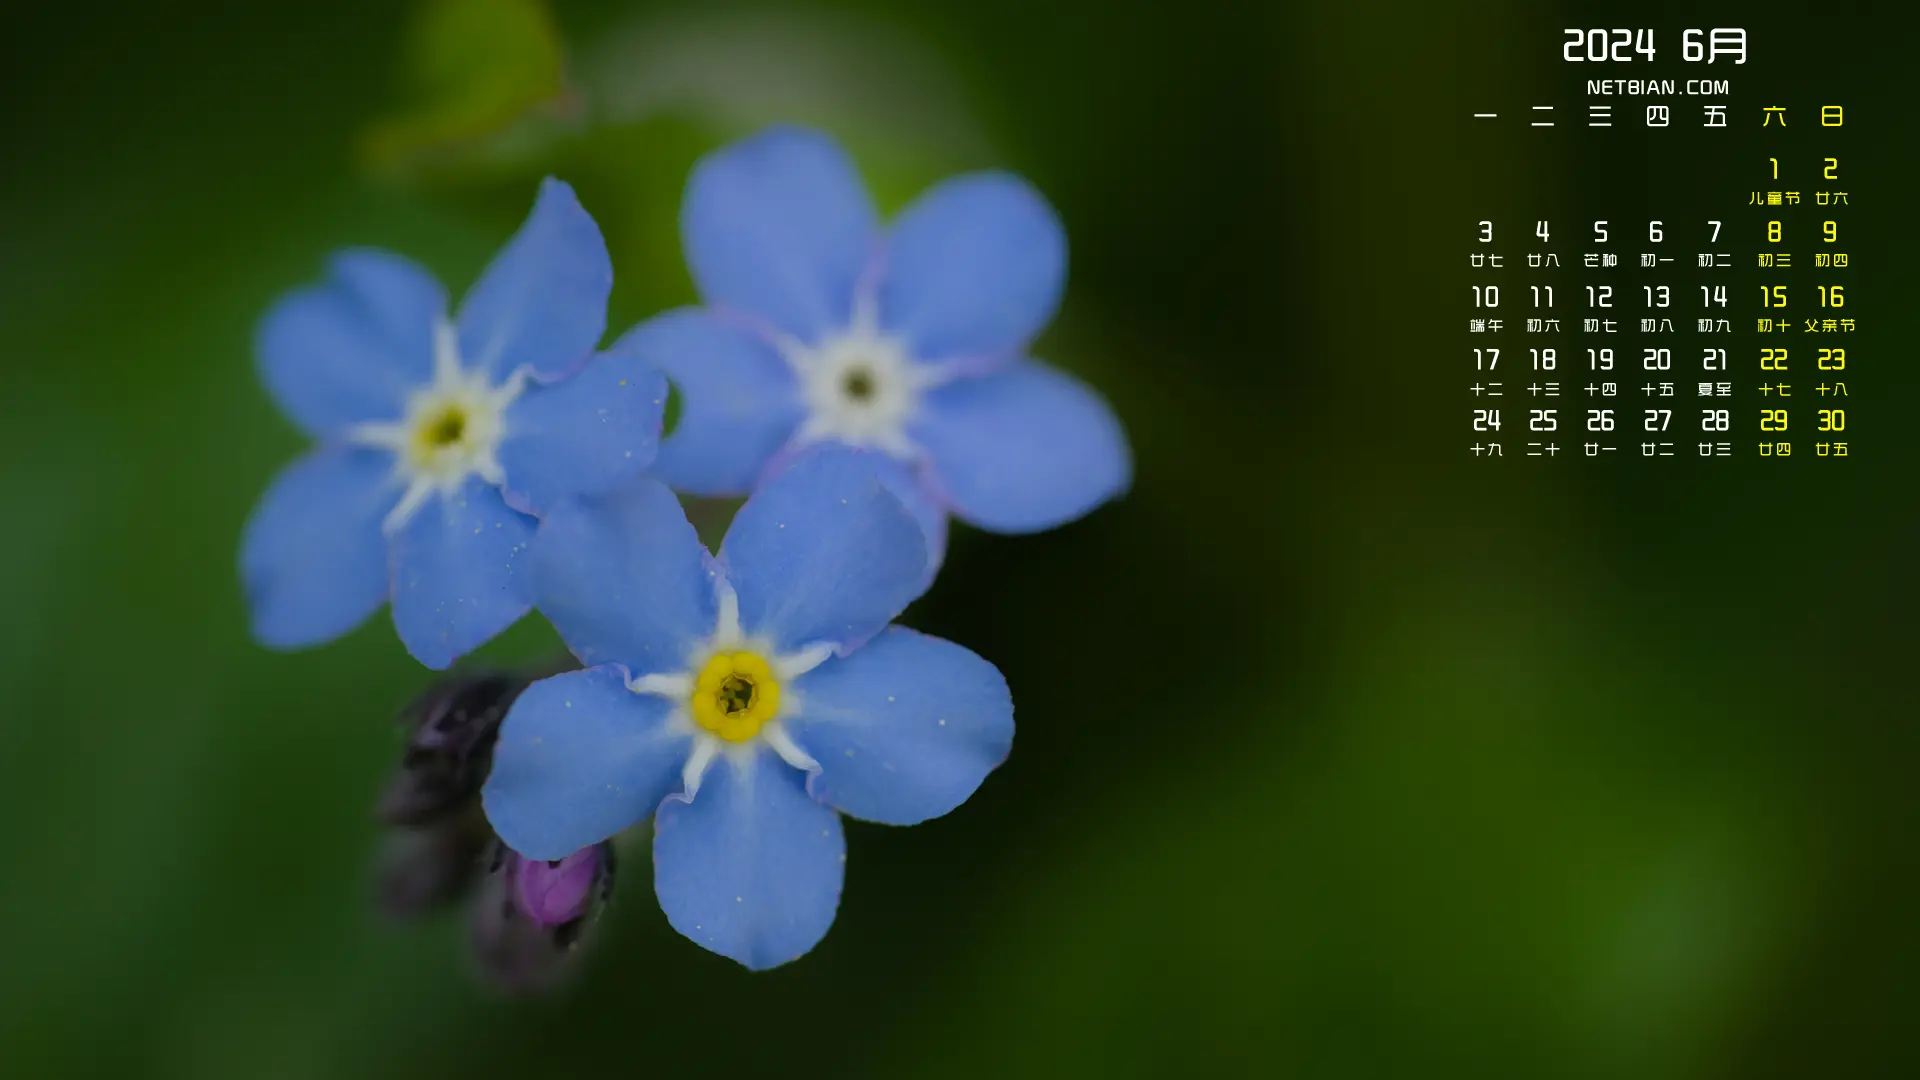 2024 6月
NETBIAN.COM
一 二 三 四 五 六 日
1 2
儿童节 廿六
3 4 5 6 7 8 9
廿七 廿八 芒种 初一 初二 初三 初四
10 11 12 13 14 15 16
端午 初六 初七 初八 初九 初十 父亲节
17 18 19 20 21 22 23
十二 十三 十四 十五 夏至 十七 十八
24 25 26 27 28 29 30
十九 二十 廿一 廿二 廿三 廿四 廿五